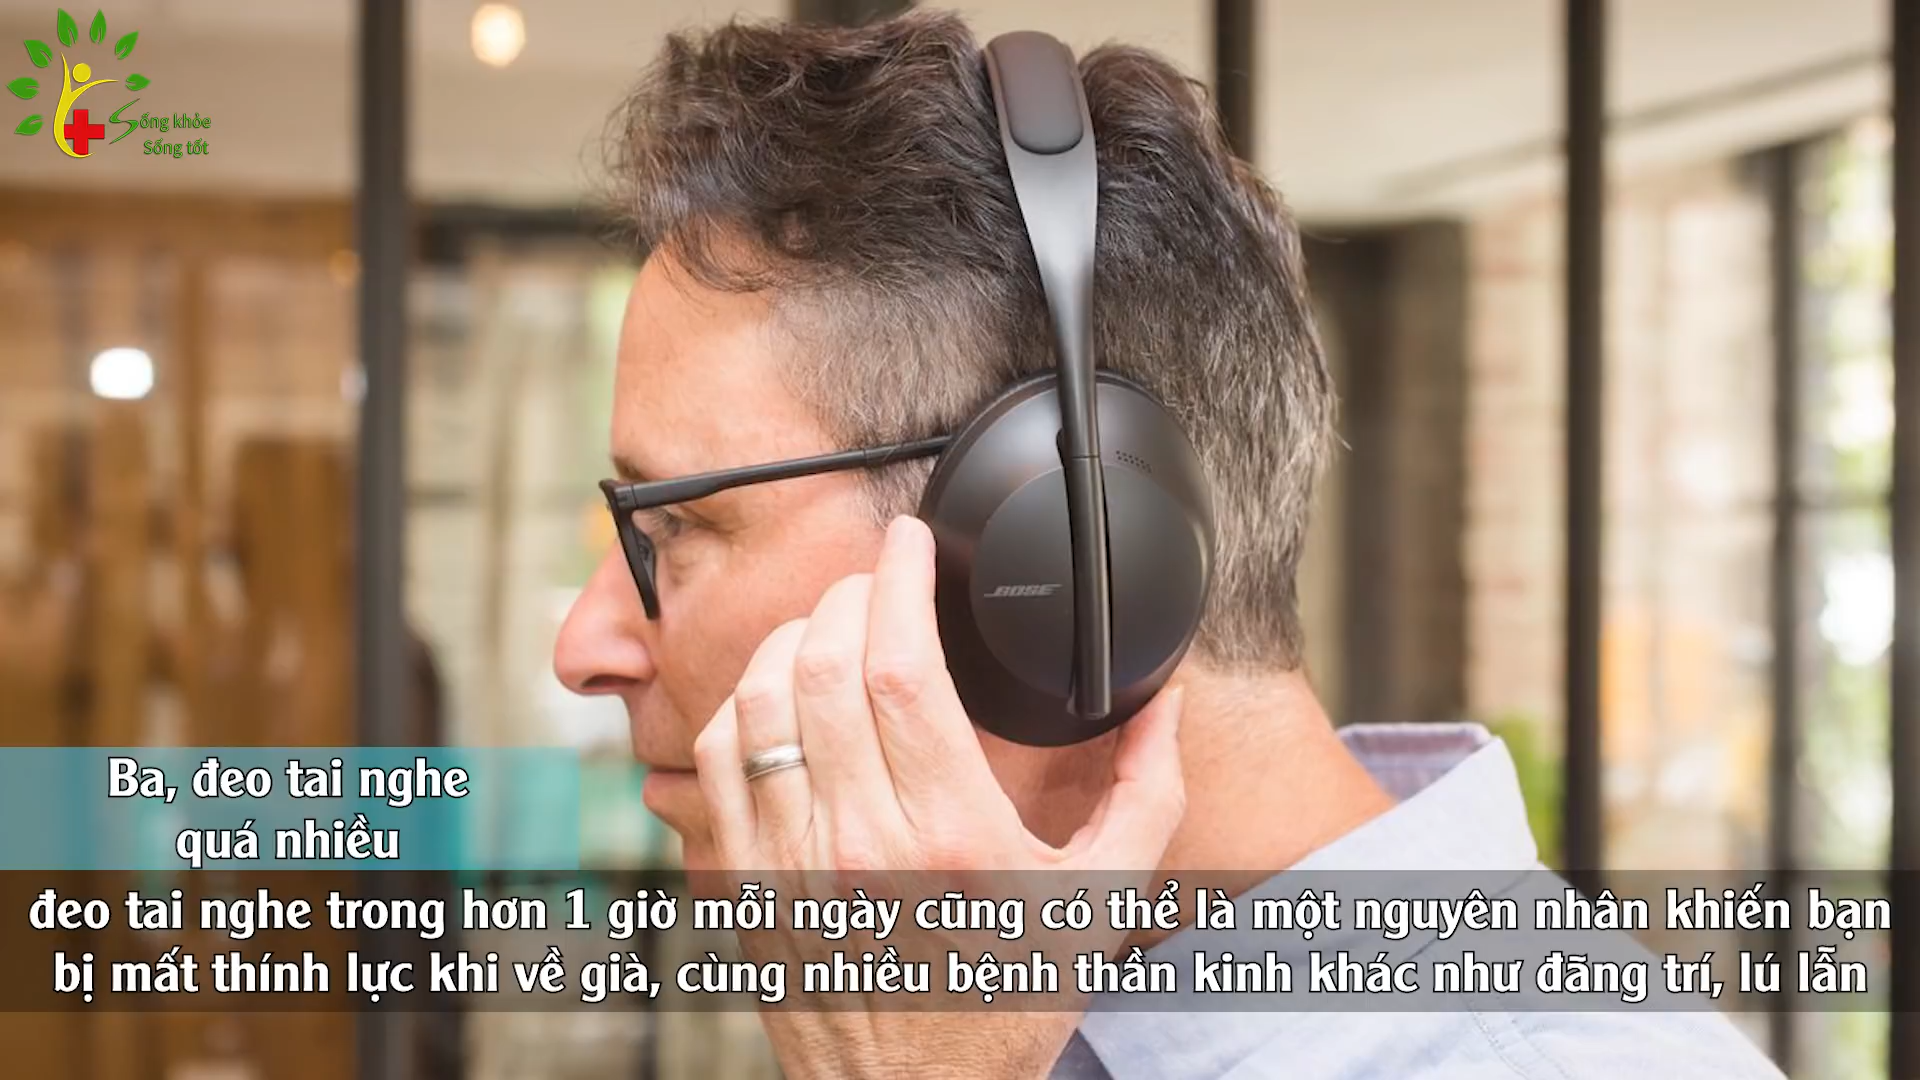 Sống khỏe
Sống tốt
BOSE
Ba, đeo tai nghe
quá nhiều
đeo tai nghe trong hơn 1 giờ mỗi ngày cũng có thể là một nguyên nhân khiến bạn
bị mất thính lực khi về già, cùng nhiều bệnh thần kinh khác như đãng trí, lú lẫn